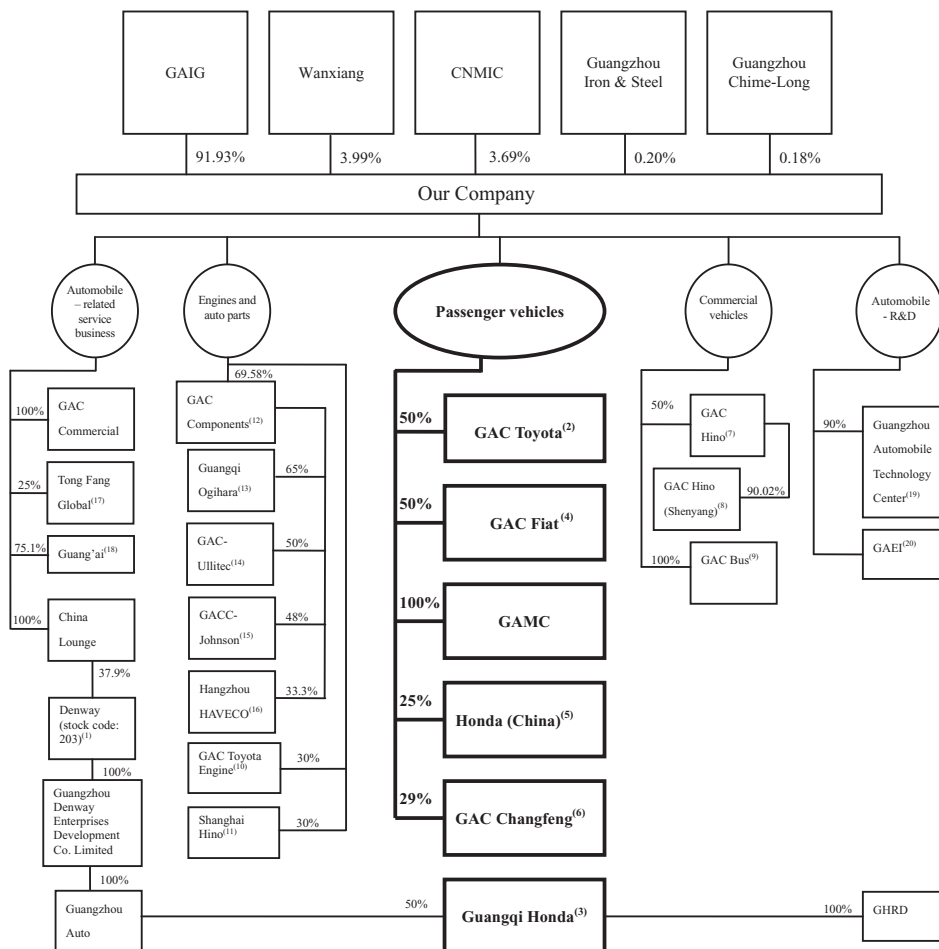 GAIG
Wanxiang
CNMIC
Guangzhou
Iron & Steel
Guangzhou
Chime-Long
91.93%
3.99%
3.69%
0.20%
0.18%
Our Company
Automobile
– related
service
business
Engines and
auto parts
Passenger vehicles
Commercial
vehicles
Automobile
- R&D
100%
GAC
Commercial
25%
Tong Fang
Global(17)
75.1%
Guang'ai(18)
100%
China
Lounge
37.9%
Denway
(stock code:
203)(1)
100%
Guangzhou
Denway
Enterprises
Development
Co. Limited
100%
Guangzhou
Auto
69.58%
GAC
Components(12)
Guangqi
Ogihara(13)
65%
GAC-
Ullitec(14)
50%
GACC-
Johnson(15)
48%
Hangzhou
HAVECO(16)
33.3%
GAC Toyota
Engine(10)
30%
Shanghai
Hino(11)
30%
50%
GAC Toyota(2)
50%
GAC Fiat(4)
100%
GAMC
25%
Honda (China)(5)
29%
GAC Changfeng(6)
50%
Guangqi Honda(3)
50%
GAC
Hino(7)
GAC Hino
(Shenyang)(8)
90.02%
100%
GAC Bus(9)
90%
Guangzhou
Automobile
Technology
Center(19)
GAEI(20)
100%
GHRD